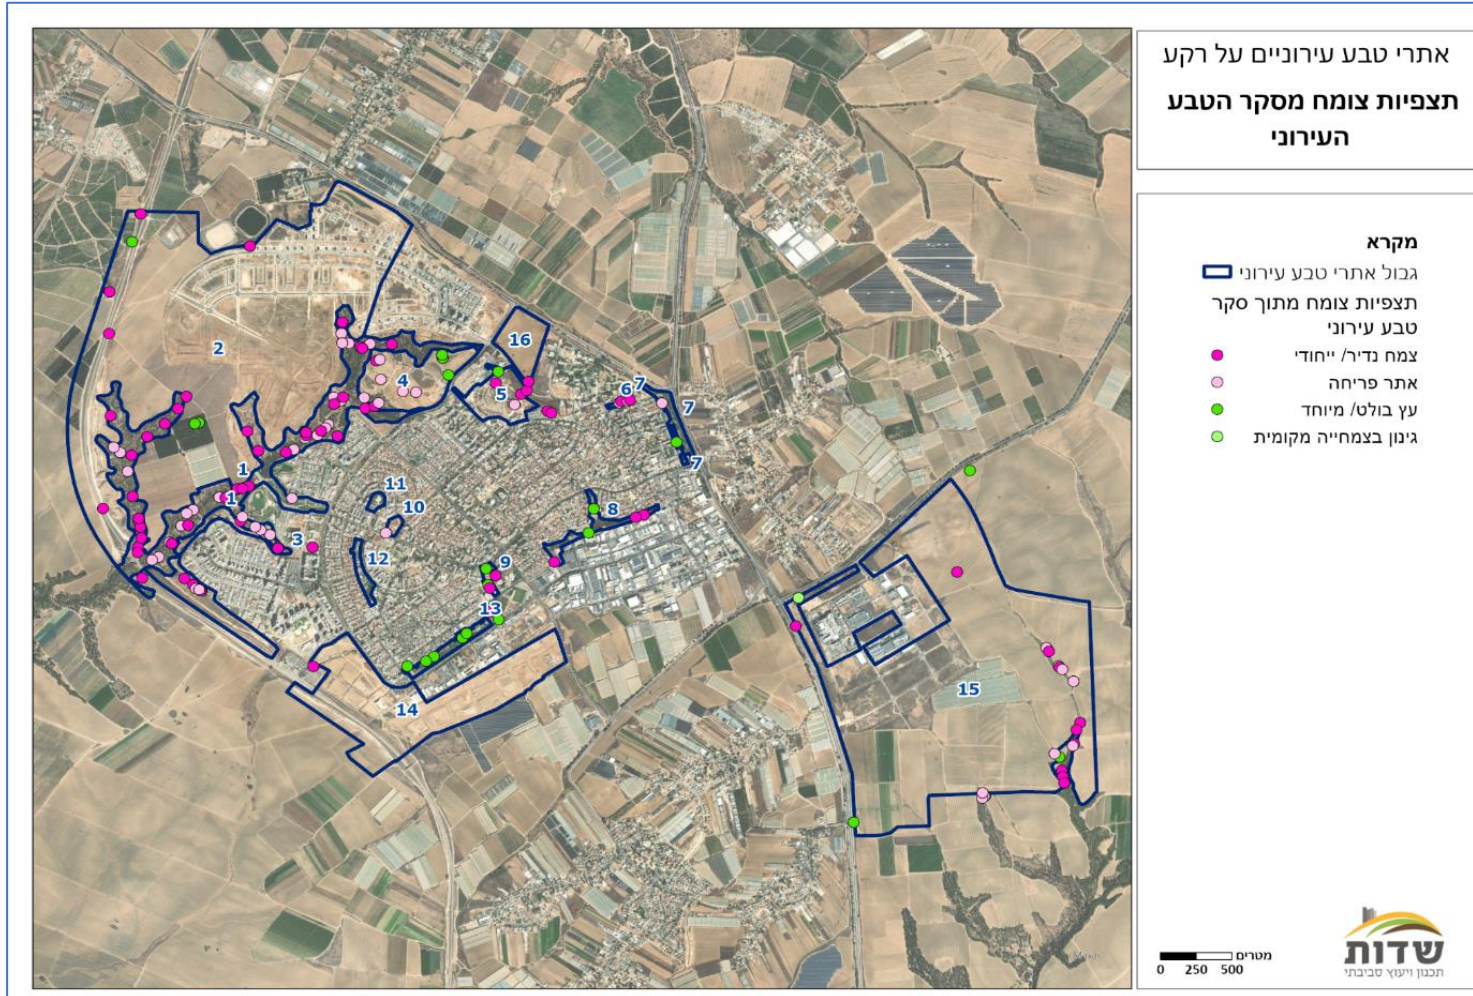 אתרי טבע עירוניים על רקע
תצפיות צומח מסקר הטבע
העירוני
מקרא
גבול אתרי טבע עירוני
תצפיות צומח מתוך סקר
טבע עירוני
צמח נדיר/ ייחודי
אתר פריחה
עץ בולט/ מיוחד
גינון בצמחייה מקומית
16
2
4
5
6
7
7
7
1
1
11
10
8
3
12
9
13
15
14
מטרים
0 250 500
שדות
תכנון ויעוץ סביבתי